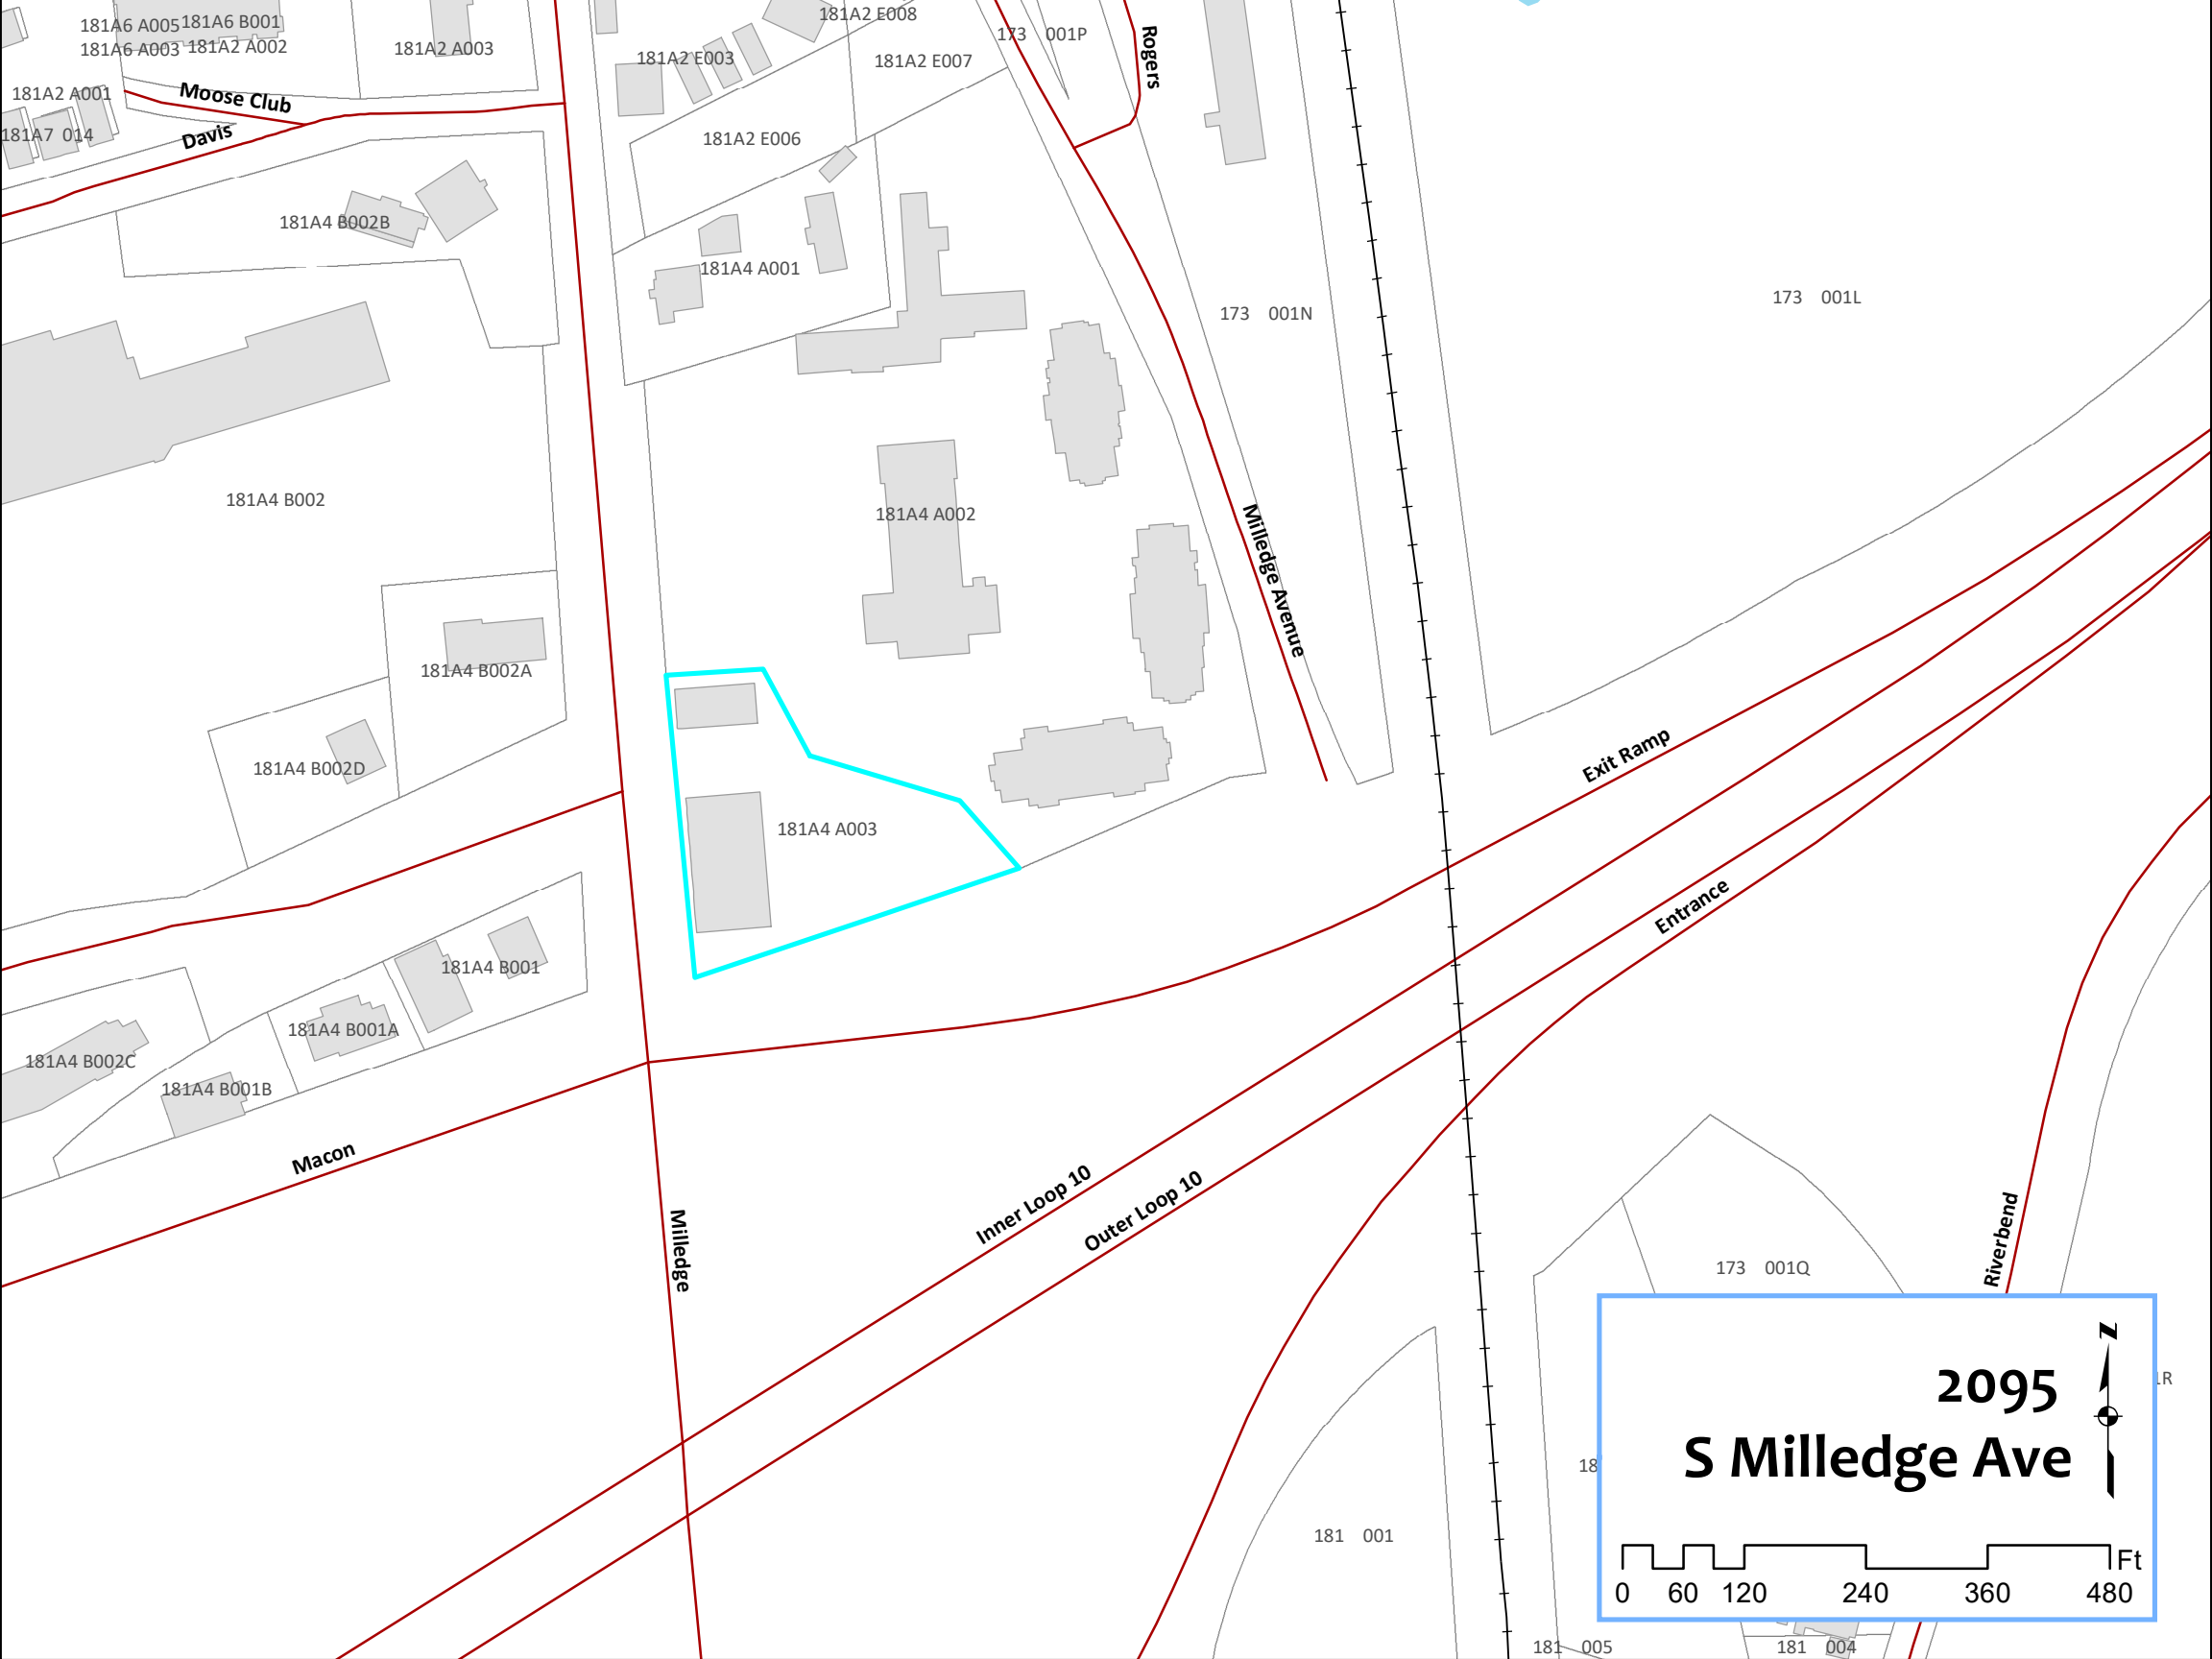 181A2 E008
181A6 A005
181A6 B001
181A6 A003
181A2 A002
181A2 A003
181A2 E003
173 001P
Rogers
181A2 E007
181A2 A001
Moose Club
181A7 014
Davis
181A2 E006
181A4 B002B
181A4 A001
173 001N
173 001L
181A4 B002
181A4 A002
Milledge Avenue
181A4 B002A
181A4 B002D
Exit Ramp
181A4 A003
Entrance
181A4 B001
181A4 B001A
181A4 B002C
181A4 B001B
Macon
Milledge
Inner Loop 10
Outer Loop 10
Riverbend
173 001Q
N
2095
S Milledge Ave
18
181 001
Ft
0 60 120 240 360 480
181 005
181 004